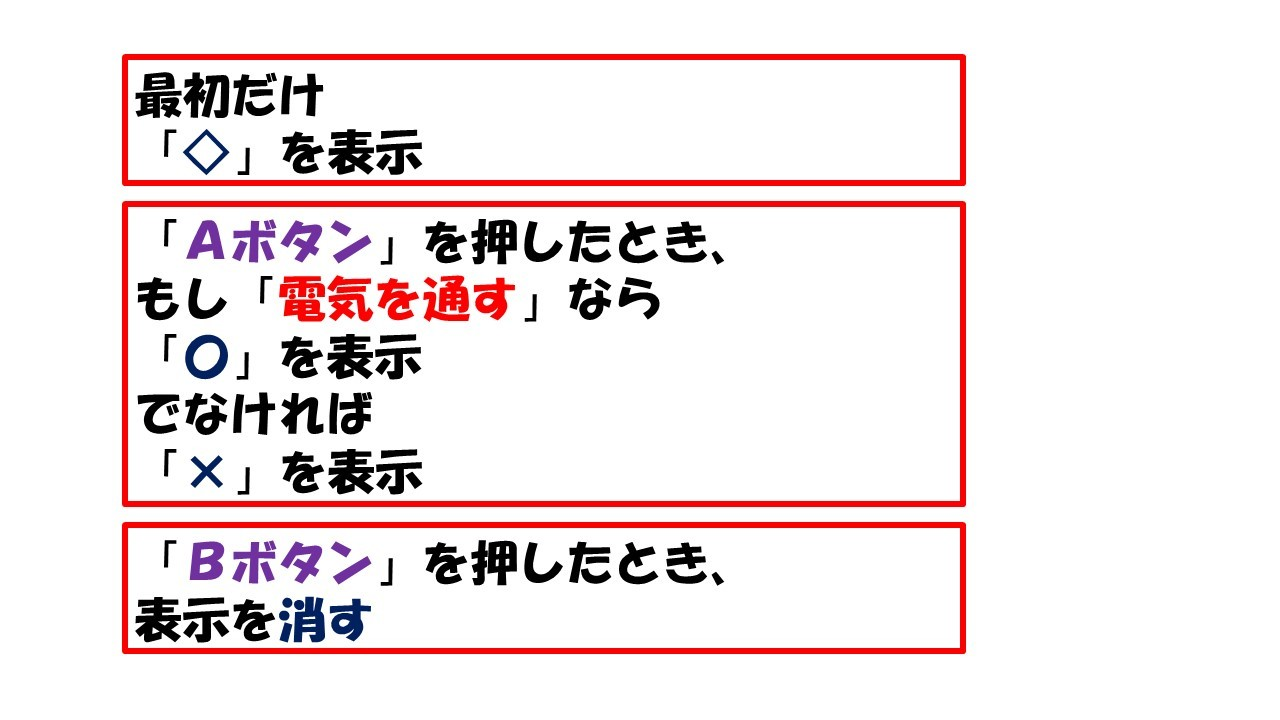 最初だけ
「◇」を表示
「Ａボタン」を押したとき、
もし「電気を通す」なら
「〇」を表示
でなければ
「×」を表示
「Ｂボタン」を押したとき、
表示を消す